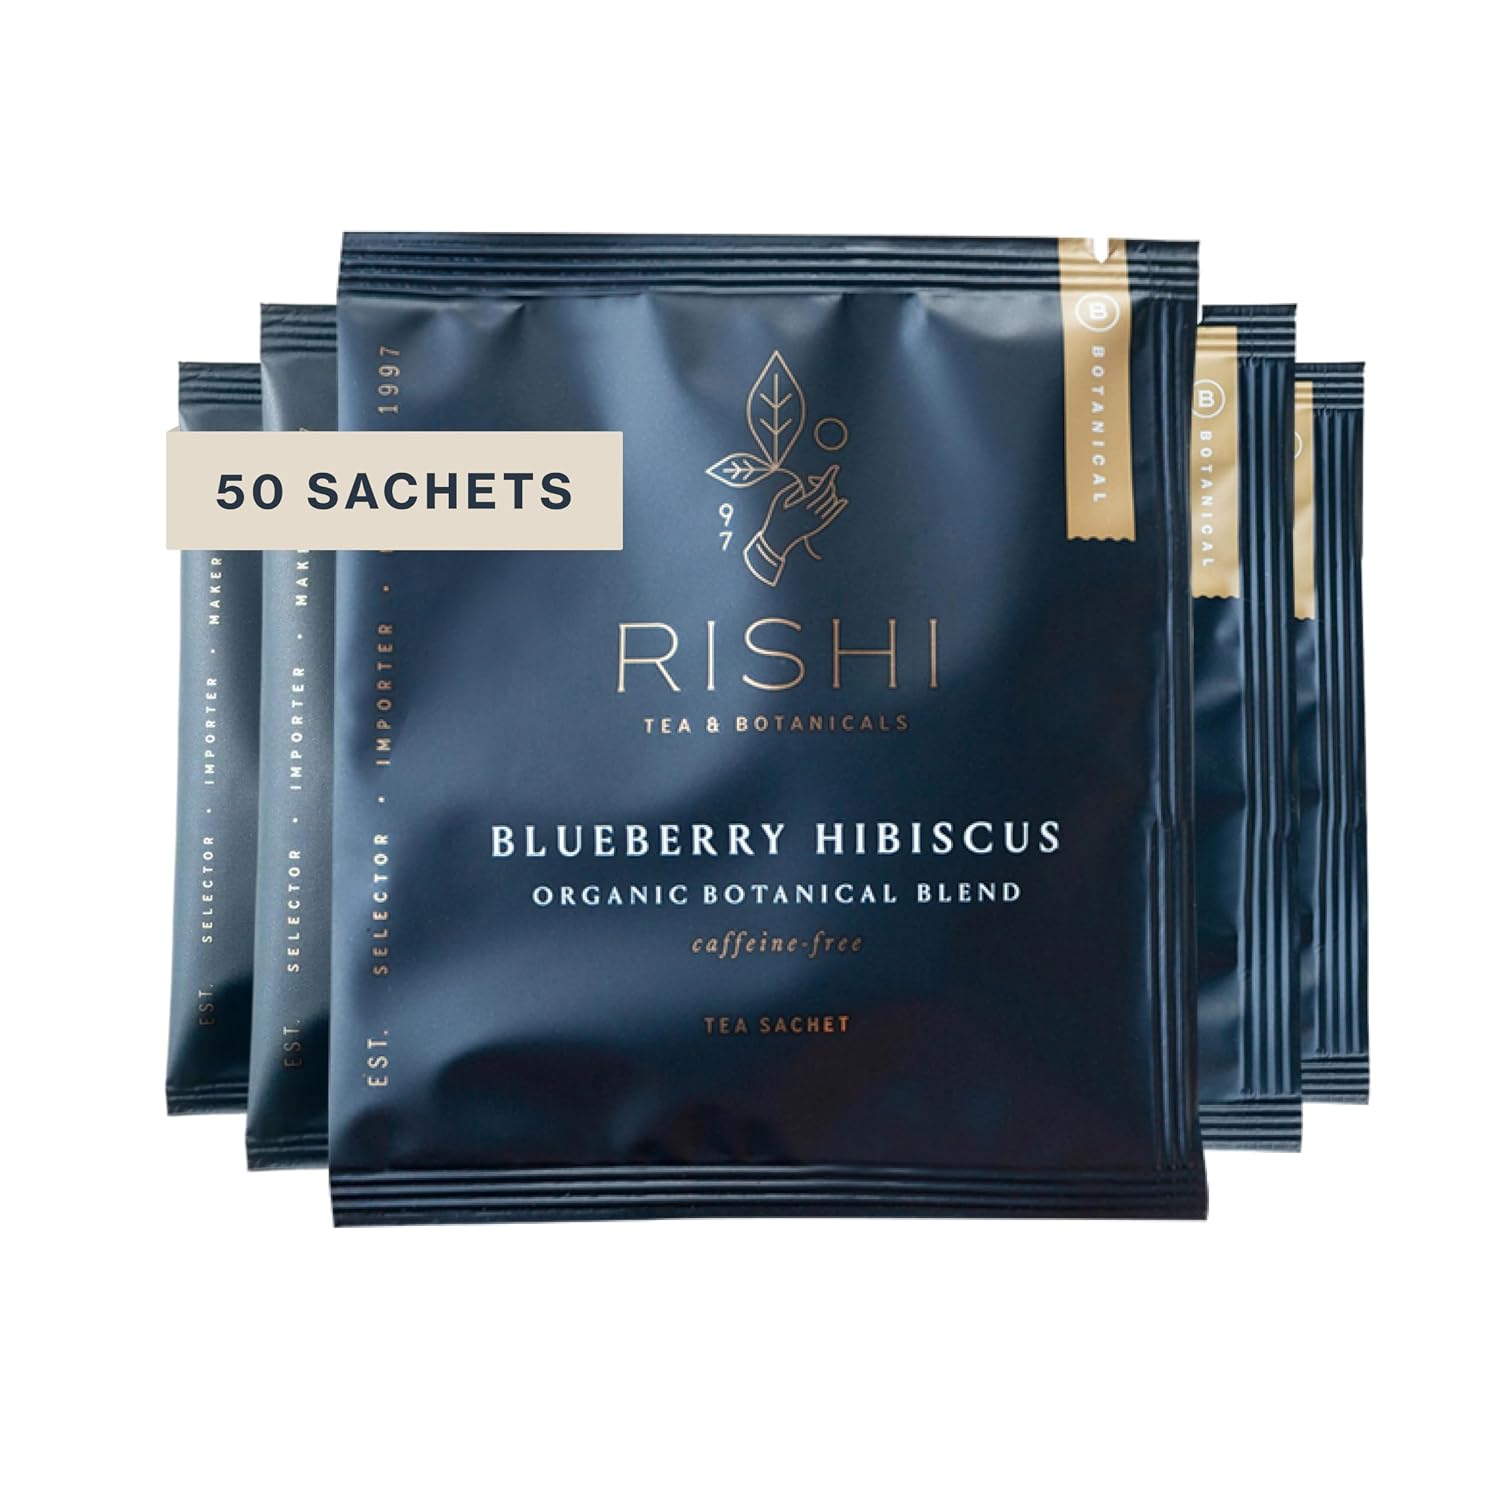 50 SACHETS
EST. SELECTOR • IMPORTER • MAKER
EST. SELECTOR • IMPORTER •
EST. SELECTOR • IMPORTER •
1997
97
RISHI
TEA & BOTANICALS
BLUEBERRY HIBISCUS
ORGANIC BOTANICAL BLEND
caffeine-free
TEA SACHET
B
BOTANICAL
B
BOTANICAL